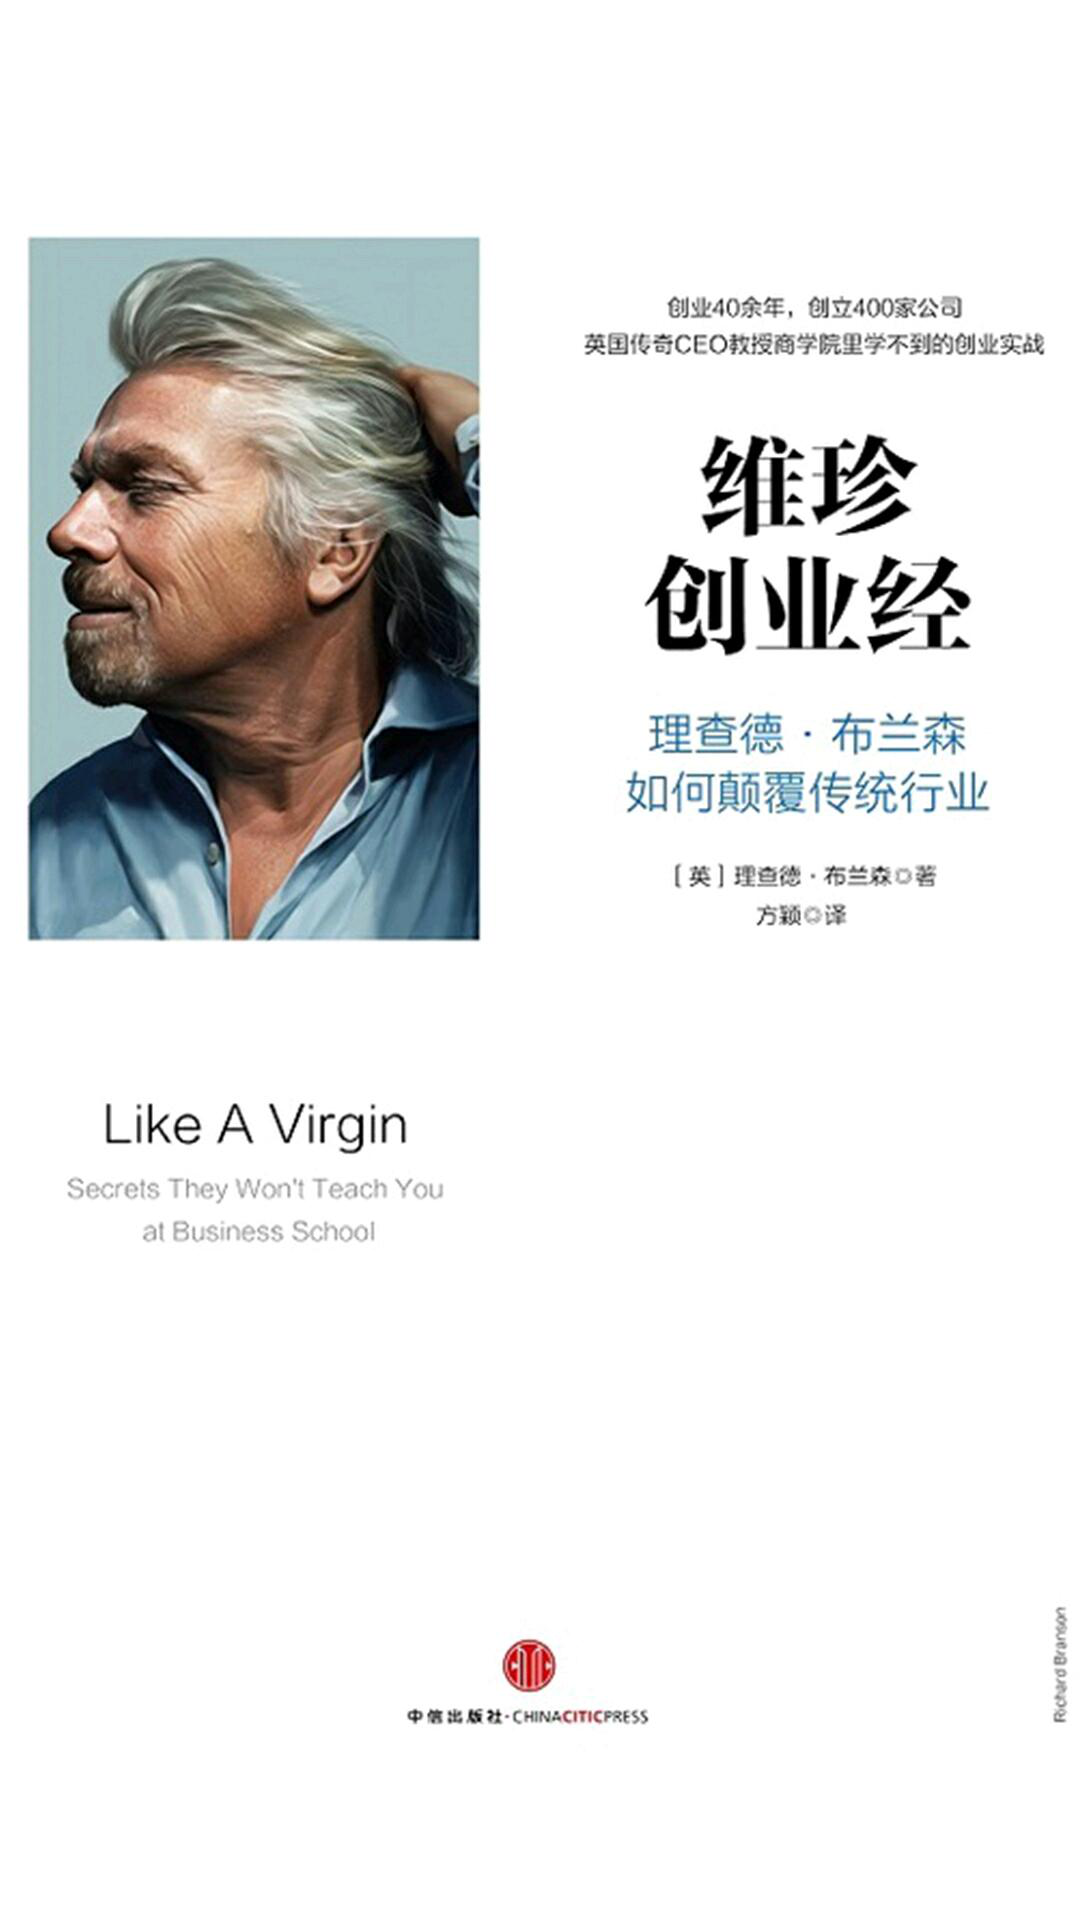 创业40余年，创立400家公司
英国传奇CEO教授商学院里学不到的创业实战
维珍
创业经
理查德·布兰森
如何颠覆传统行业
[英]理查德·布兰森◎著
方颖◎译
Like A Virgin
Secrets They Won't Teach You
at Business School
中信出版社·CHINACITICPRESS
Richard Branson